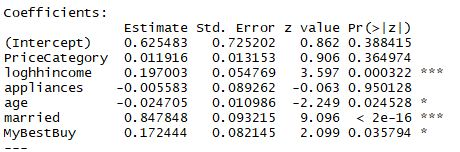 Coefficients:
Estimate Std. Error z value Pr(>|z|)
(Intercept) 0.625483 0.725202 0.862 0.388415
PriceCategory 0.011916 0.013153 0.906 0.364974
loghhincome 0.197003 0.054769 3.597 0.000322 ***
appliances -0.005583 0.089262 -0.063 0.950128
age -0.024705 0.010986 -2.249 0.024528 *
married 0.847848 0.093215 9.096 < 2e-16 ***
MyBestBuy 0.172444 0.082145 2.099 0.035794 *
---